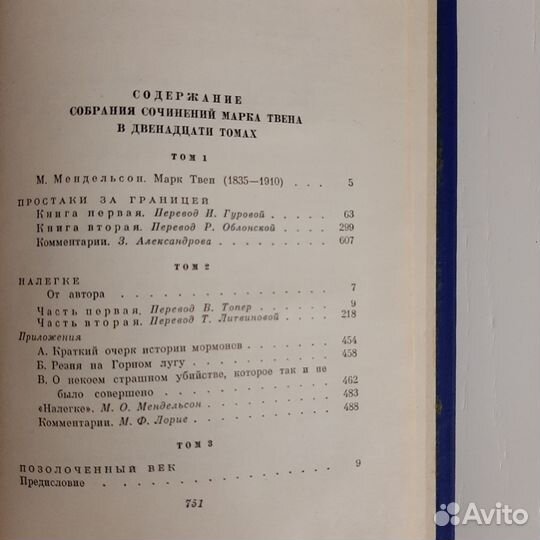 СОДЕРЖАНИЕ
СОБРАНИЯ СОЧИНЕНИЙ МАРКА ТВЕНА
В ДВЕНАДЦАТИ ТОМАХ
ТОМ 1
М. Мендельсон. Марк Твен (1835—1910) . . . 5
ПРОСТАКИ ЗА ГРАНИЦЕЙ
Книга первая. Перевод И. Гуровой . . . . . . 63
Книга вторая. Перевод Р. Облонской . . . . 299
Комментарии. З. Александрова . . . . . . . . 607
ТОМ 2
НАЛЕГКЕ
От автора . . . . . . . . . . . . . . . 7
Часть первая. Перевод В. Топер . . . . . . 9
Часть вторая. Перевод Т. Литвиновой . . . . 218
Приложения
А. Краткий очерк истории мормонов . . . . . 454
Б. Резня на Горном лугу . . . . . . . . . 458
В. О некоем страшном убийстве, которое так и не
было совершено . . . . . . . . . . . . 462
«Налегке». М. О. Мендельсон . . . . . . . . 483
Комментарии. М. Ф. Лорие . . . . . . . . . 488
ТОМ 3
ПОЗОЛОЧЕННЫЙ ВЕК
Предисловие . . . . . . . . . . . . . . 9
751
Avito